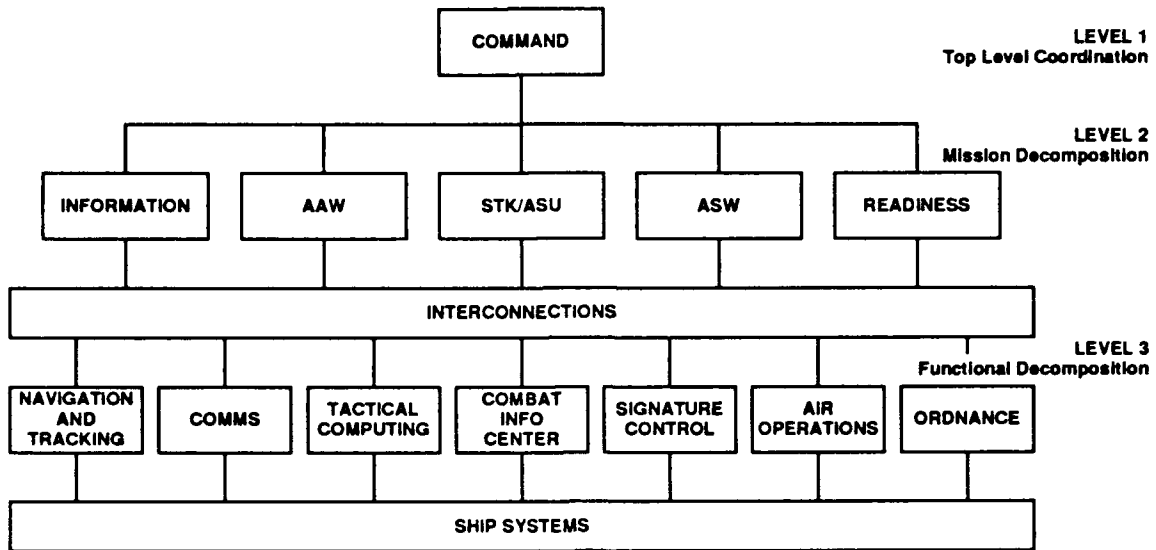 COMMAND
LEVEL 1
Top Level Coordination
LEVEL 2
Mission Decomposition
INFORMATION
AAW
STK/ASU
ASW
READINESS
INTERCONNECTIONS
LEVEL 3
Functional Decomposition
NAVIGATION
AND
TRACKING
COMMS
TACTICAL
COMPUTING
COMBAT
INFO
CENTER
SIGNATURE
CONTROL
AIR
OPERATIONS
ORDNANCE
SHIP SYSTEMS